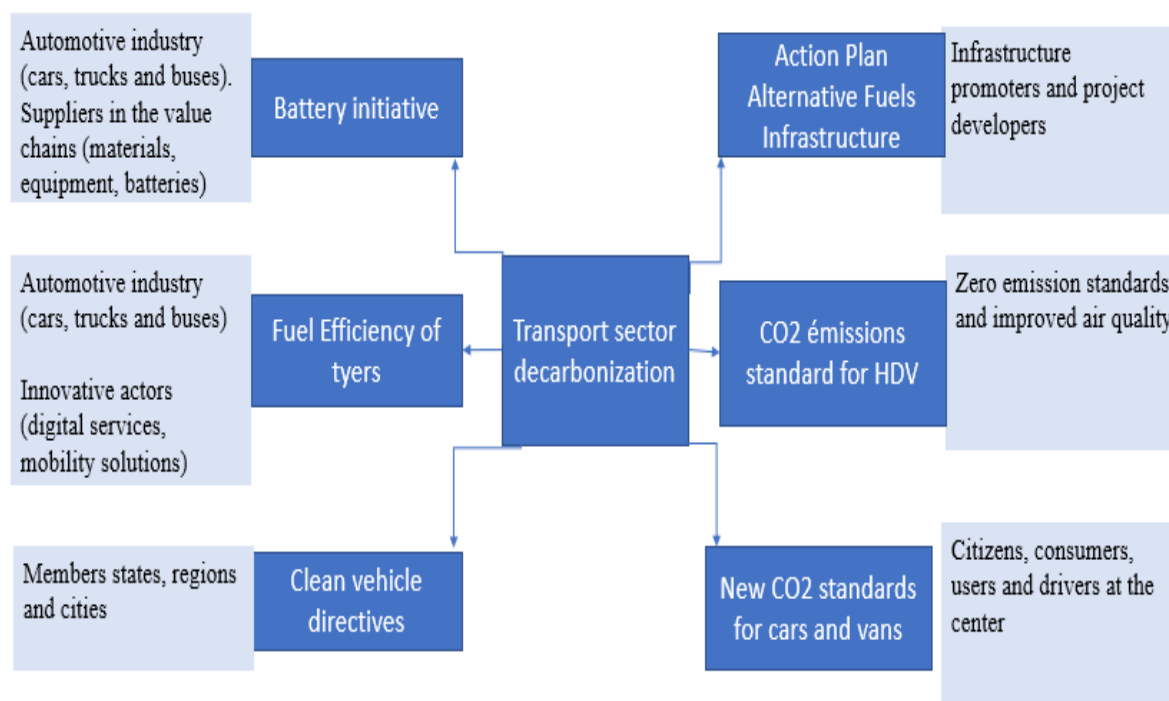 Automotive industry
(cars, trucks and buses).
Suppliers in the value
chains (materials,
equipment, batteries)
Battery initiative
Action Plan
Alternative Fuels
Infrastructure
Infrastructure
promoters and project
developers
Automotive industry
(cars, trucks and buses)
Innovative actors
(digital services,
mobility solutions)
Fuel Efficiency of
tyers
Transport sector
decarbonization
CO2 émissions
standard for HDV
Zero emission standards
and improved air quality
Members states, regions
and cities
Clean vehicle
directives
New CO2 standards
for cars and vans
Citizens, consumers,
users and drivers at the
center